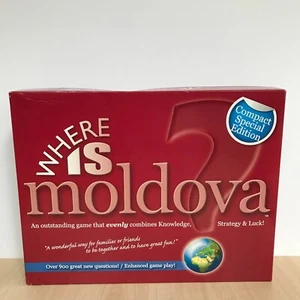 WHERE
IS
moldova™
?
Compact
Special
Edition
An outstanding game that evenly combines Knowledge, Strategy & Luck!
"A wonderful way for families or friends
to be together and to have great fun!"
Over 900 great new questions! / Enhanced game play!